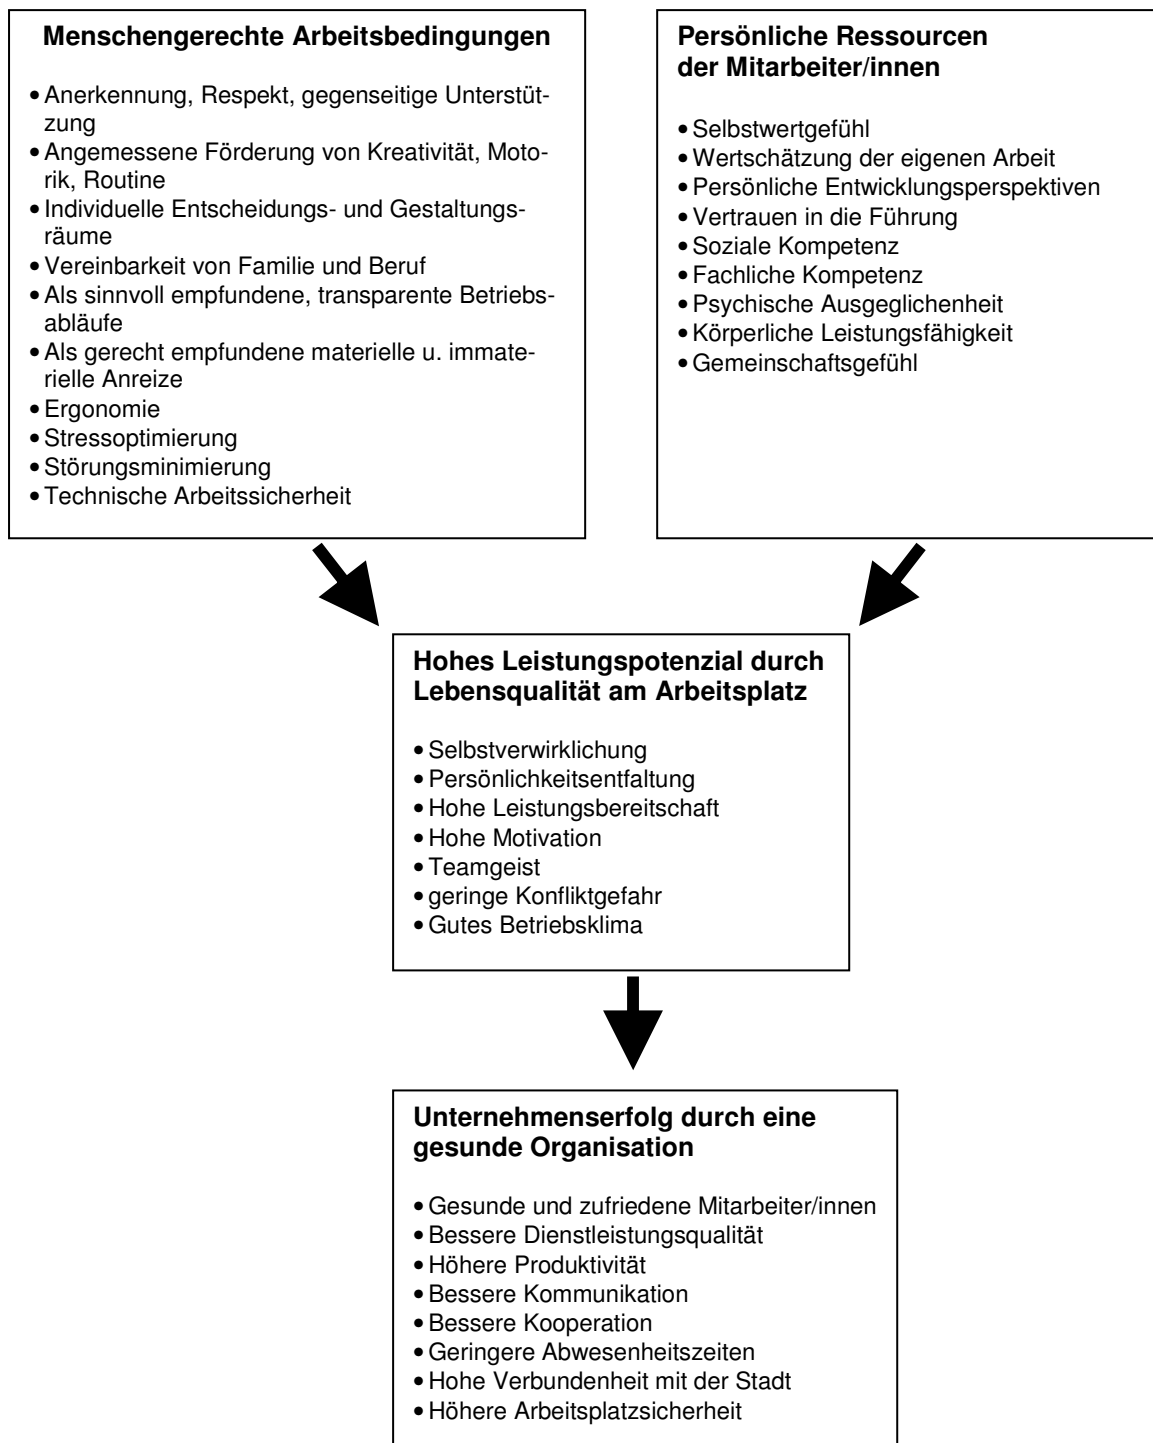 Menschengerechte Arbeitsbedingungen
• Anerkennung, Respekt, gegenseitige Unterstüt-
zung
• Angemessene Förderung von Kreativität, Moto-
rik, Routine
• Individuelle Entscheidungs- und Gestaltungs-
räume
• Vereinbarkeit von Familie und Beruf
• Als sinnvoll empfundene, transparente Betriebs-
abläufe
• Als gerecht empfundene materielle u. immate-
rielle Anreize
• Ergonomie
• Stressoptimierung
• Störungsminimierung
• Technische Arbeitssicherheit
Persönliche Ressourcen
der Mitarbeiter/innen
• Selbstwertgefühl
• Wertschätzung der eigenen Arbeit
• Persönliche Entwicklungsperspektiven
• Vertrauen in die Führung
• Soziale Kompetenz
• Fachliche Kompetenz
• Psychische Ausgeglichenheit
• Körperliche Leistungsfähigkeit
• Gemeinschaftsgefühl
Hohes Leistungspotenzial durch
Lebensqualität am Arbeitsplatz
• Selbstverwirklichung
• Persönlichkeitsentfaltung
• Hohe Leistungsbereitschaft
• Hohe Motivation
• Teamgeist
• geringe Konfliktgefahr
• Gutes Betriebsklima
Unternehmenserfolg durch eine
gesunde Organisation
• Gesunde und zufriedene Mitarbeiter/innen
• Bessere Dienstleistungsqualität
• Höhere Produktivität
• Bessere Kommunikation
• Bessere Kooperation
• Geringere Abwesenheitszeiten
• Hohe Verbundenheit mit der Stadt
• Höhere Arbeitsplatzsicherheit